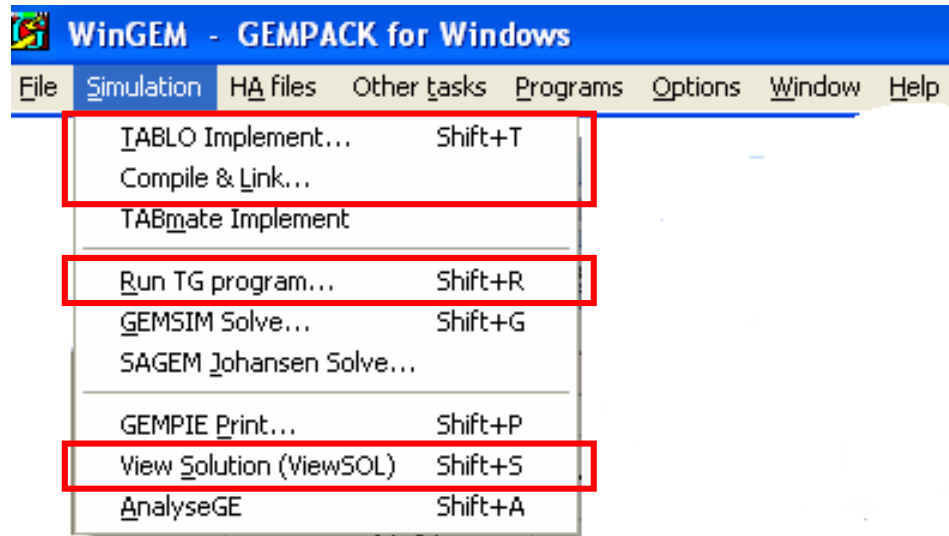 WinGEM - GEMPACK for Windows
File Simulation HA files Other tasks Programs Options Window Help
TABLO Implement... Shift+T
Compile & Link...
TABmate Implement
Run TG program... Shift+R
GEMSIM Solve... Shift+G
SAGEM Johansen Solve...
GEMPIE Print... Shift+P
View Solution (ViewSOL) Shift+S
AnalyseGE Shift+A